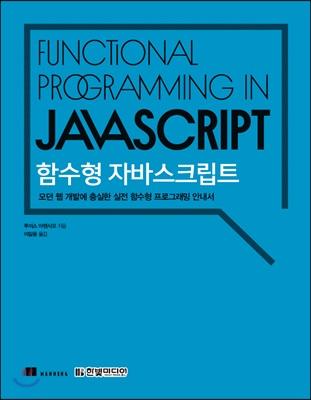 FUNCTIONAL
PROGRAMMING IN
JAVASCRIPT
함수형 자바스크립트
모던 웹 개발에 충실한 실전 함수형 프로그래밍 안내서
루이스 아텐시오 지음
이일웅 옮김
MANNING
한빛미디어